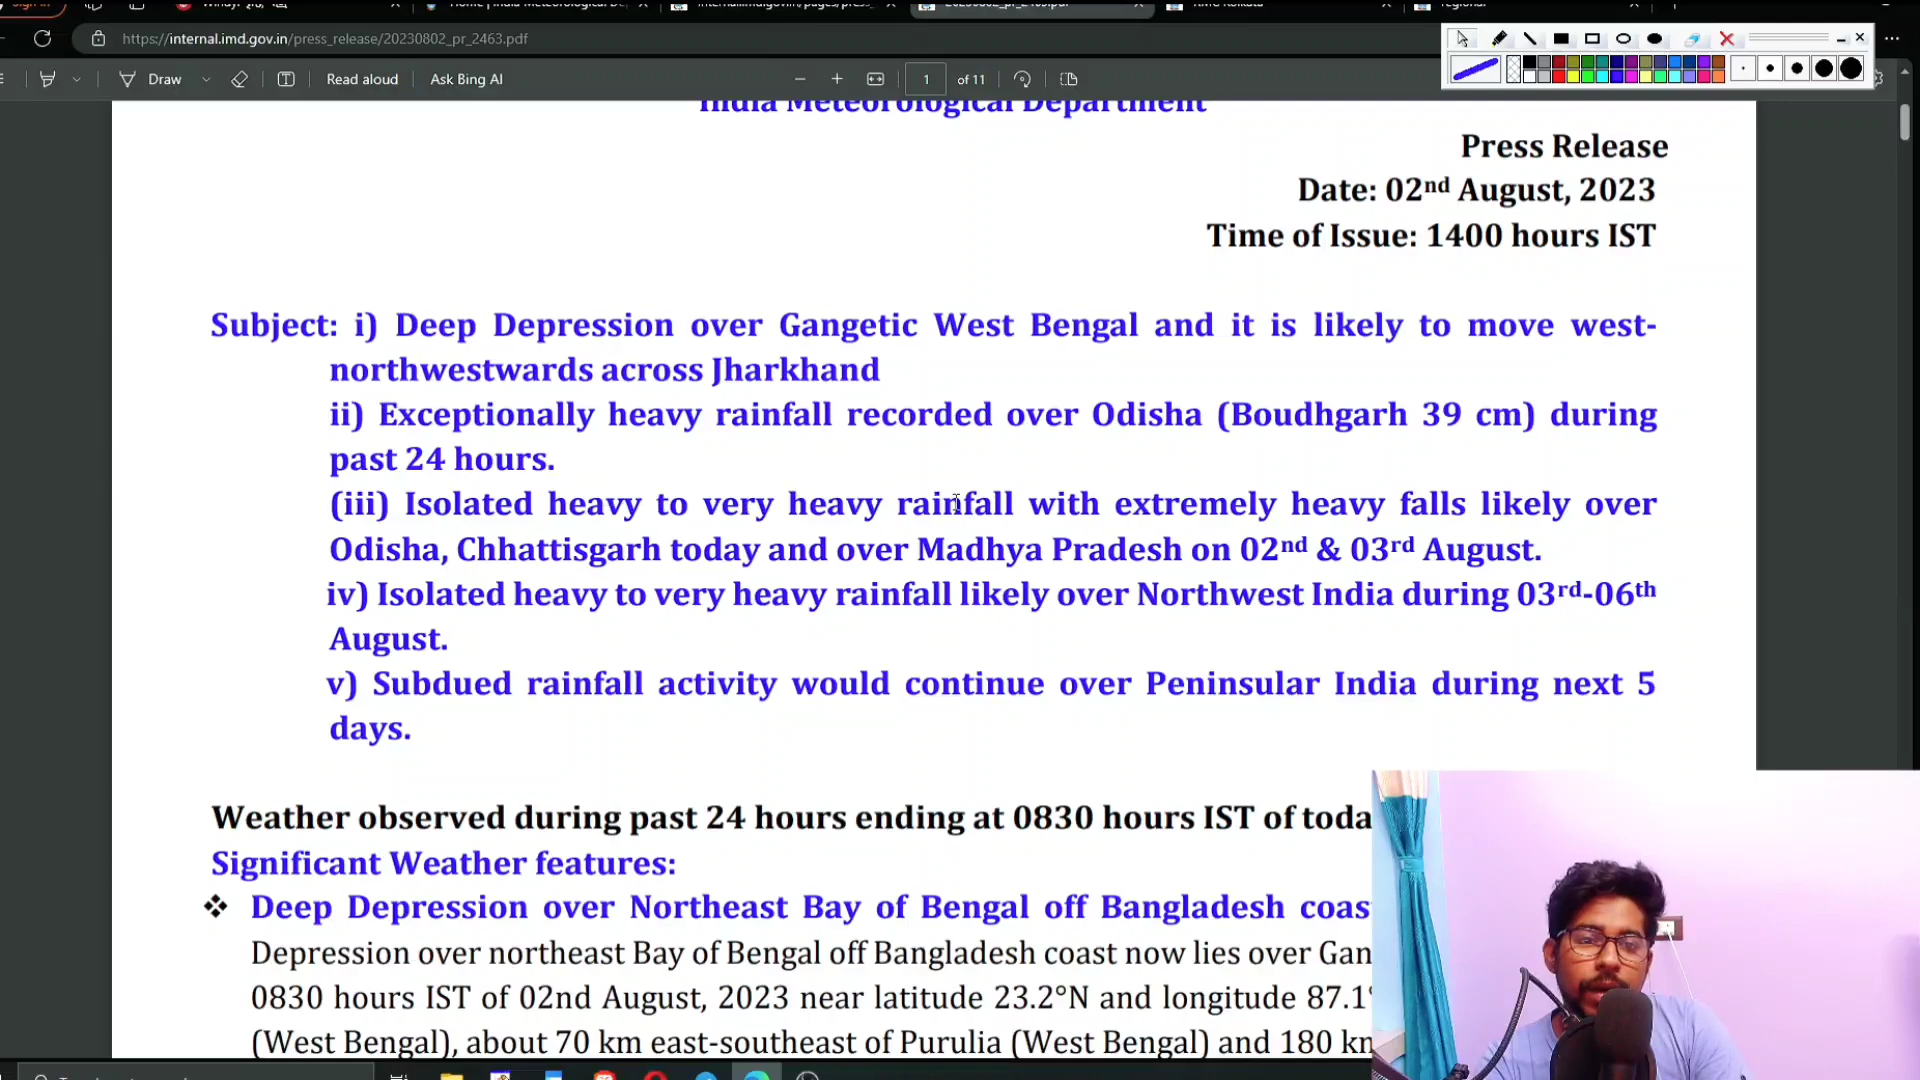 https://internal.imd.gov.in/press_release/20230802_pr_2463.pdf
Draw
Read aloud
Ask Bing AI
1
of 11
India Meteorological Department
Press Release
Date: 02nd August, 2023
Time of Issue: 1400 hours IST
Subject: i) Deep Depression over Gangetic West Bengal and it is likely to move west-
northwestwards across Jharkhand
ii) Exceptionally heavy rainfall recorded over Odisha (Boudhgarh 39 cm) during
past 24 hours.
(iii) Isolated heavy to very heavy rainfall with extremely heavy falls likely over
Odisha, Chhattisgarh today and over Madhya Pradesh on 02nd & 03rd August.
iv) Isolated heavy to very heavy rainfall likely over Northwest India during 03rd-06th
August.
v) Subdued rainfall activity would continue over Peninsular India during next 5
days.
Weather observed during past 24 hours ending at 0830 hours IST of toda
Significant Weather features:
❖ Deep Depression over Northeast Bay of Bengal off Bangladesh coas
Depression over northeast Bay of Bengal off Bangladesh coast now lies over Gan
0830 hours IST of 02nd August, 2023 near latitude 23.2°N and longitude 87.1°
(West Bengal), about 70 km east-southeast of Purulia (West Bengal) and 180 km